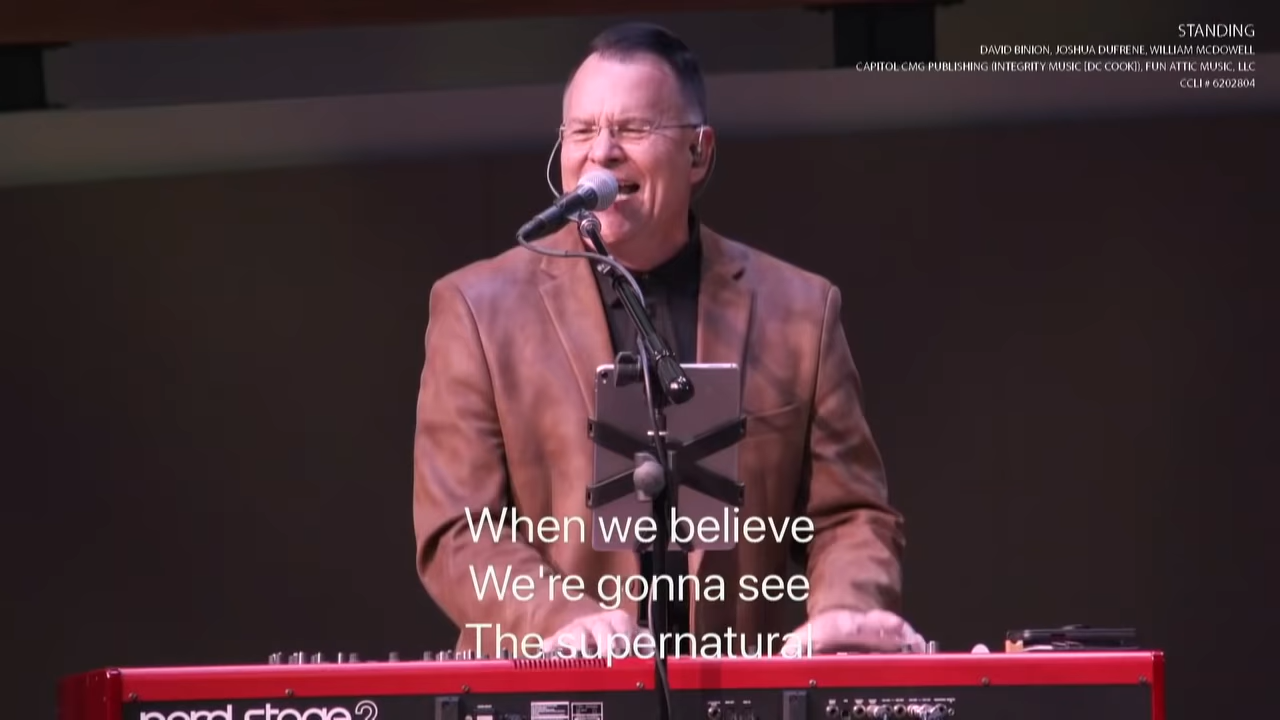 STANDING
DAVID BINION, JOSHUA DUFRENE, WILLIAM MCDOWELL
CAPITOL CMG PUBLISHING (INTEGRITY MUSIC [DC COOK]), FUN ATTIC MUSIC, LLC
CCLI # 6202804
When we believe
We're gonna see
The supernatural
nord stage 2